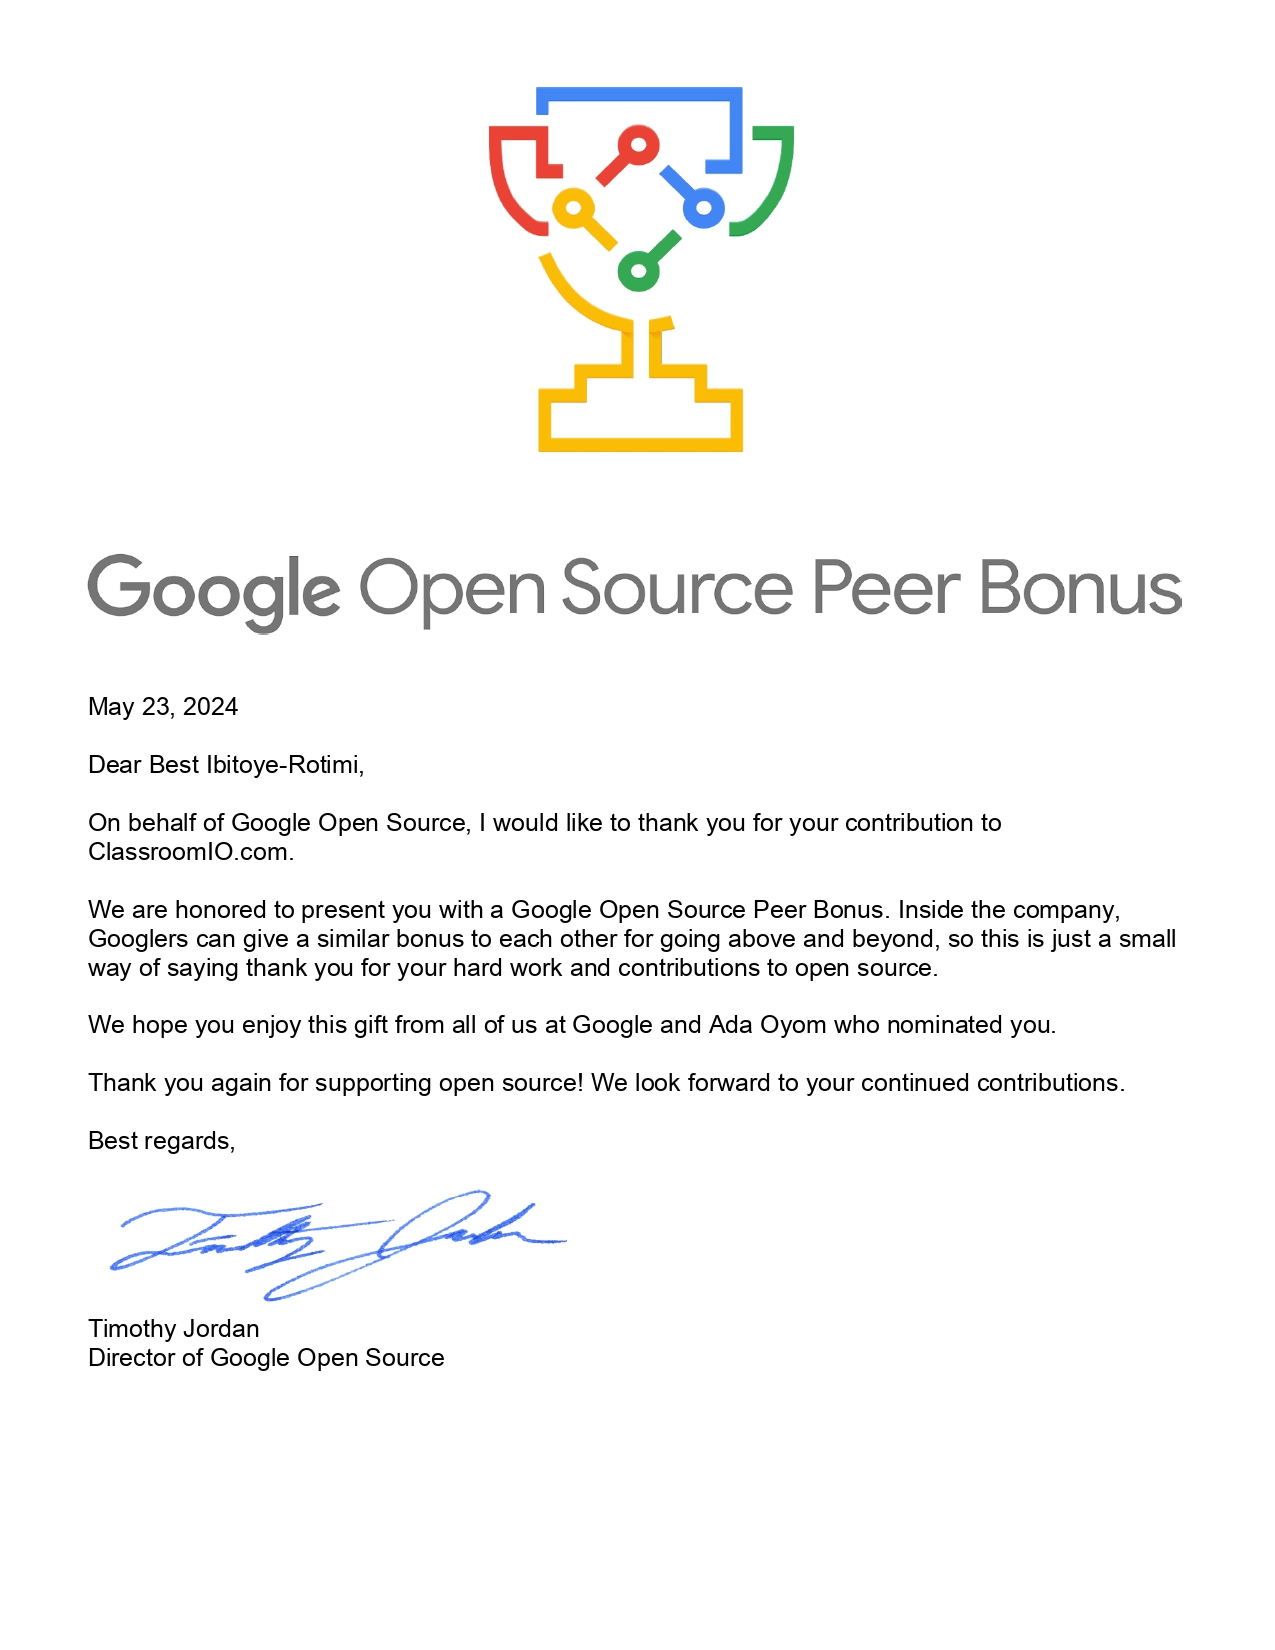 Google Open Source Peer Bonus
May 23, 2024
Dear Best Ibitoye-Rotimi,
On behalf of Google Open Source, I would like to thank you for your contribution to
ClassroomIO.com.
We are honored to present you with a Google Open Source Peer Bonus. Inside the company,
Googlers can give a similar bonus to each other for going above and beyond, so this is just a small
way of saying thank you for your hard work and contributions to open source.
We hope you enjoy this gift from all of us at Google and Ada Oyom who nominated you.
Thank you again for supporting open source! We look forward to your continued contributions.
Best regards,
Timothy Jordan
Timothy Jordan
Director of Google Open Source